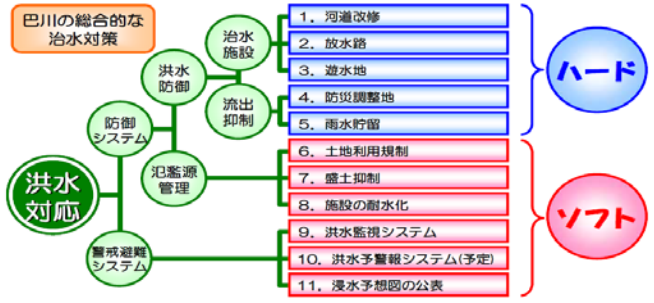 巴川の総合的な
治水対策
洪水
対応
防御
システム
警戒避難
システム
洪水
防御
氾濫源
管理
治水
施設
流出
抑制
1. 河道改修
2. 放水路
3. 遊水地
4. 防災調整地
5. 雨水貯留
6. 土地利用規制
7. 盛土抑制
8. 施設の耐水化
9. 洪水監視システム
10. 洪水予警報システム(予定)
11. 浸水予想図の公表
ハード
ソフト